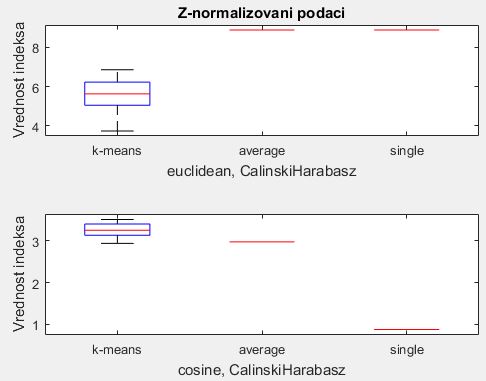 Z-normalizovani podaci
Vrednost indeksa
8
6
4
k-means average single
euclidean, CalinskiHarabasz
Vrednost indeksa
3
2
1
k-means average single
cosine, CalinskiHarabasz